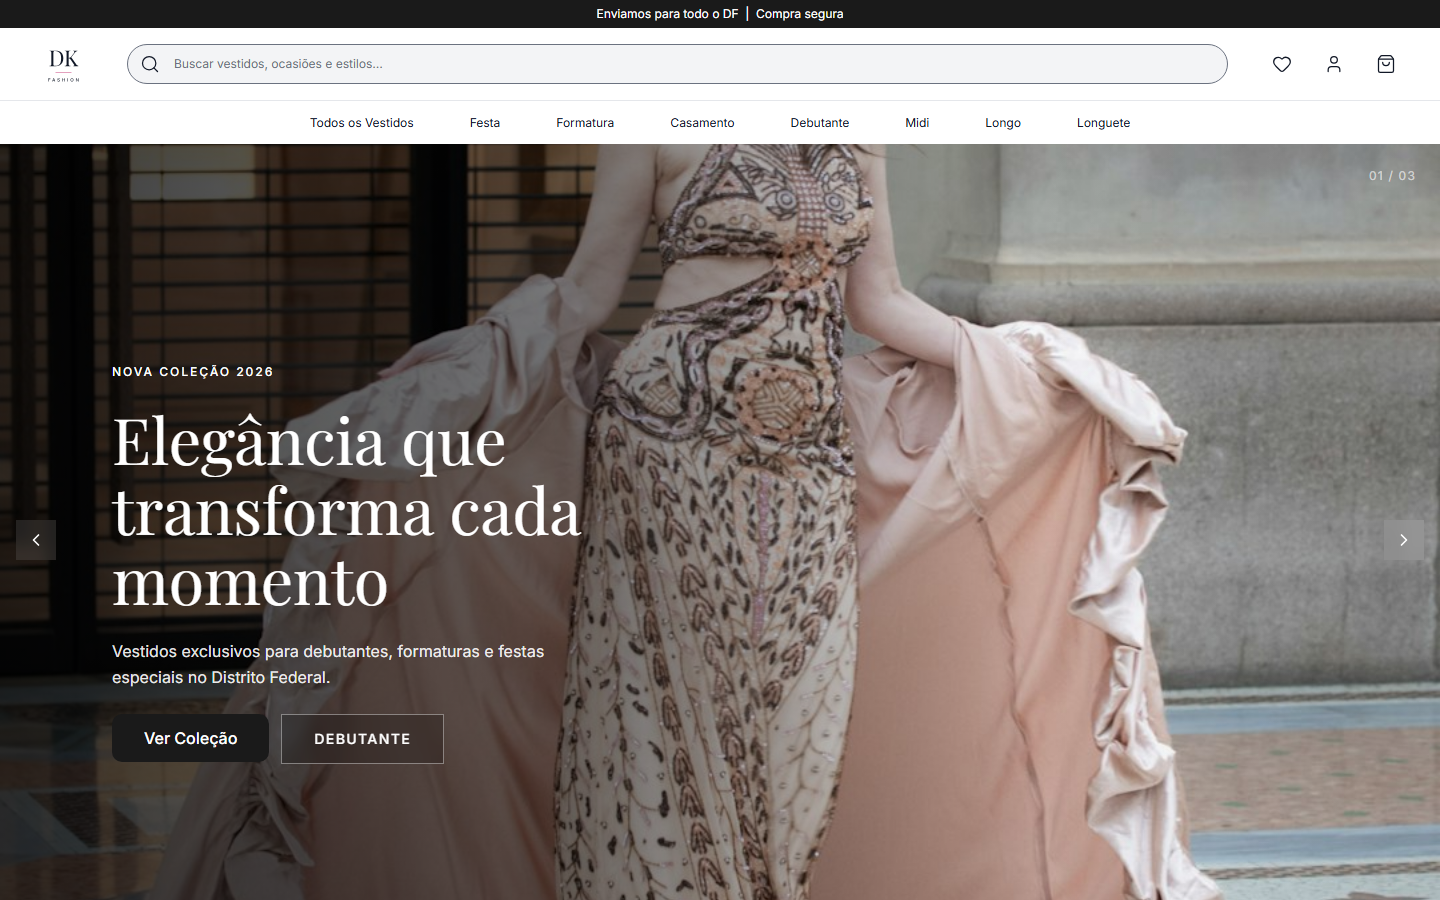 Enviamos para todo o DF | Compra segura
DK
FASHION
Buscar vestidos, ocasiões e estilos...
Todos os Vestidos Festa Formatura Casamento Debutante Midi Longo Longuete
01 / 03
NOVA COLEÇÃO 2026
Elegância que
transforma cada
momento
Vestidos exclusivos para debutantes, formaturas e festas
especiais no Distrito Federal.
Ver Coleção DEBUTANTE